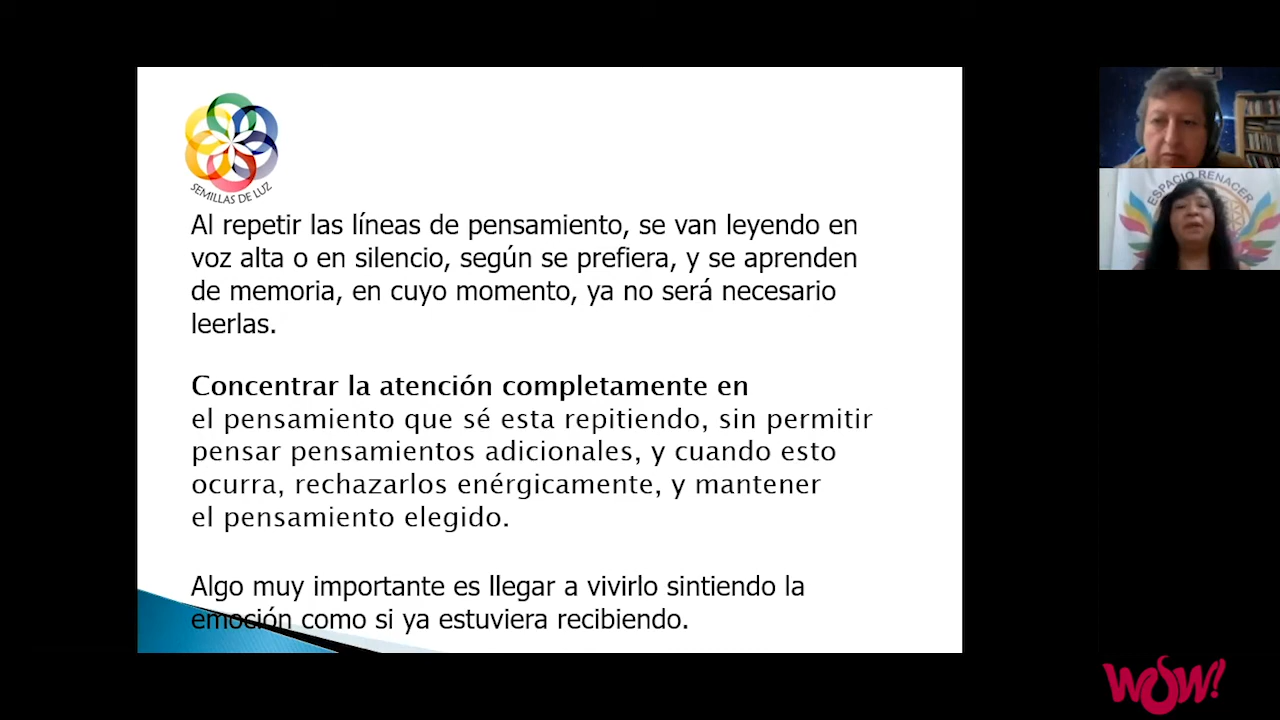 SEMILLAS DE LUZ
Al repetir las líneas de pensamiento, se van leyendo en
voz alta o en silencio, según se prefiera, y se aprenden
de memoria, en cuyo momento, ya no será necesario
leerlas.
Concentrar la atención completamente en
el pensamiento que sé esta repitiendo, sin permitir
pensar pensamientos adicionales, y cuando esto
ocurra, rechazarlos enérgicamente, y mantener
el pensamiento elegido.
Algo muy importante es llegar a vivirlo sintiendo la
emoción como si ya estuviera recibiendo.
ESPACIO RENACER
WOW!